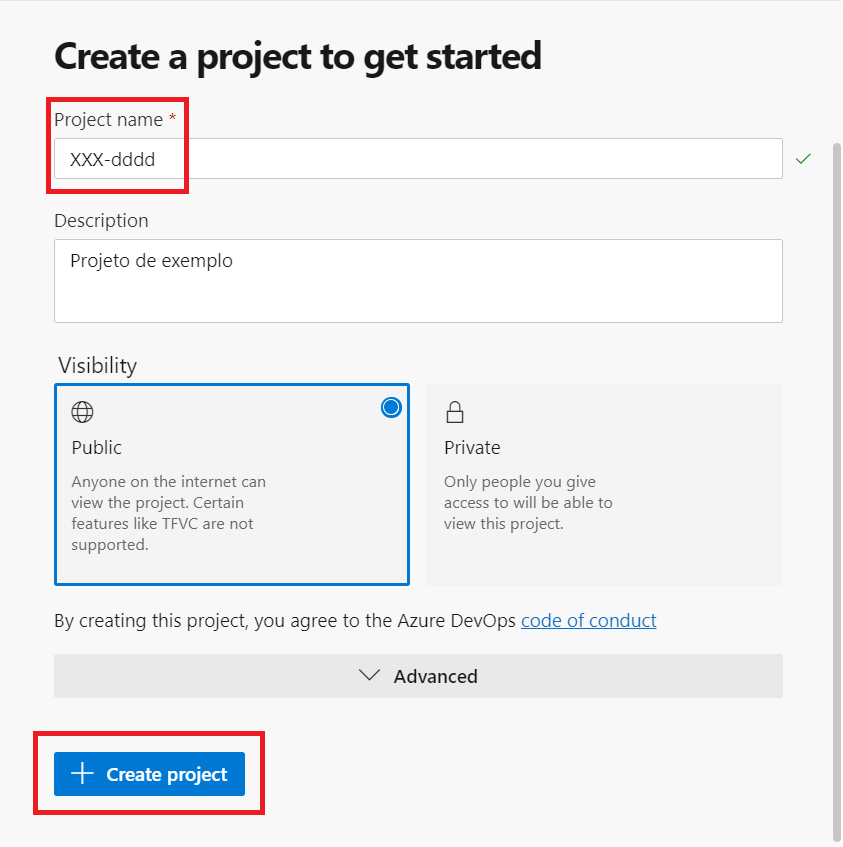 Create a project to get started
Project name *
XXX-dddd
Description
Projeto de exemplo
Visibility
Public
Anyone on the internet can
view the project. Certain
features like TFVC are not
supported.
Private
Only people you give
access to will be able to
view this project.
By creating this project, you agree to the Azure DevOps code of conduct
Advanced
Create project